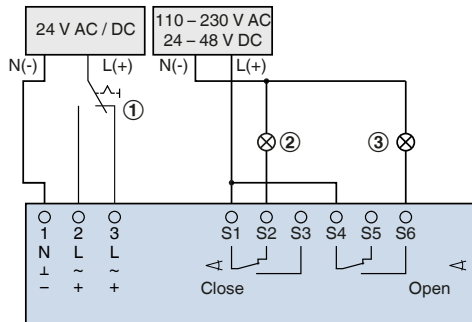 24 V AC / DC
110 – 230 V AC
24 – 48 V DC
N(-) L(+) N(-) L(+)
1
2 3
1 2 3 S1 S2 S3 S4 S5 S6
N L L
⊥ ~ ~
– + +
Close Open